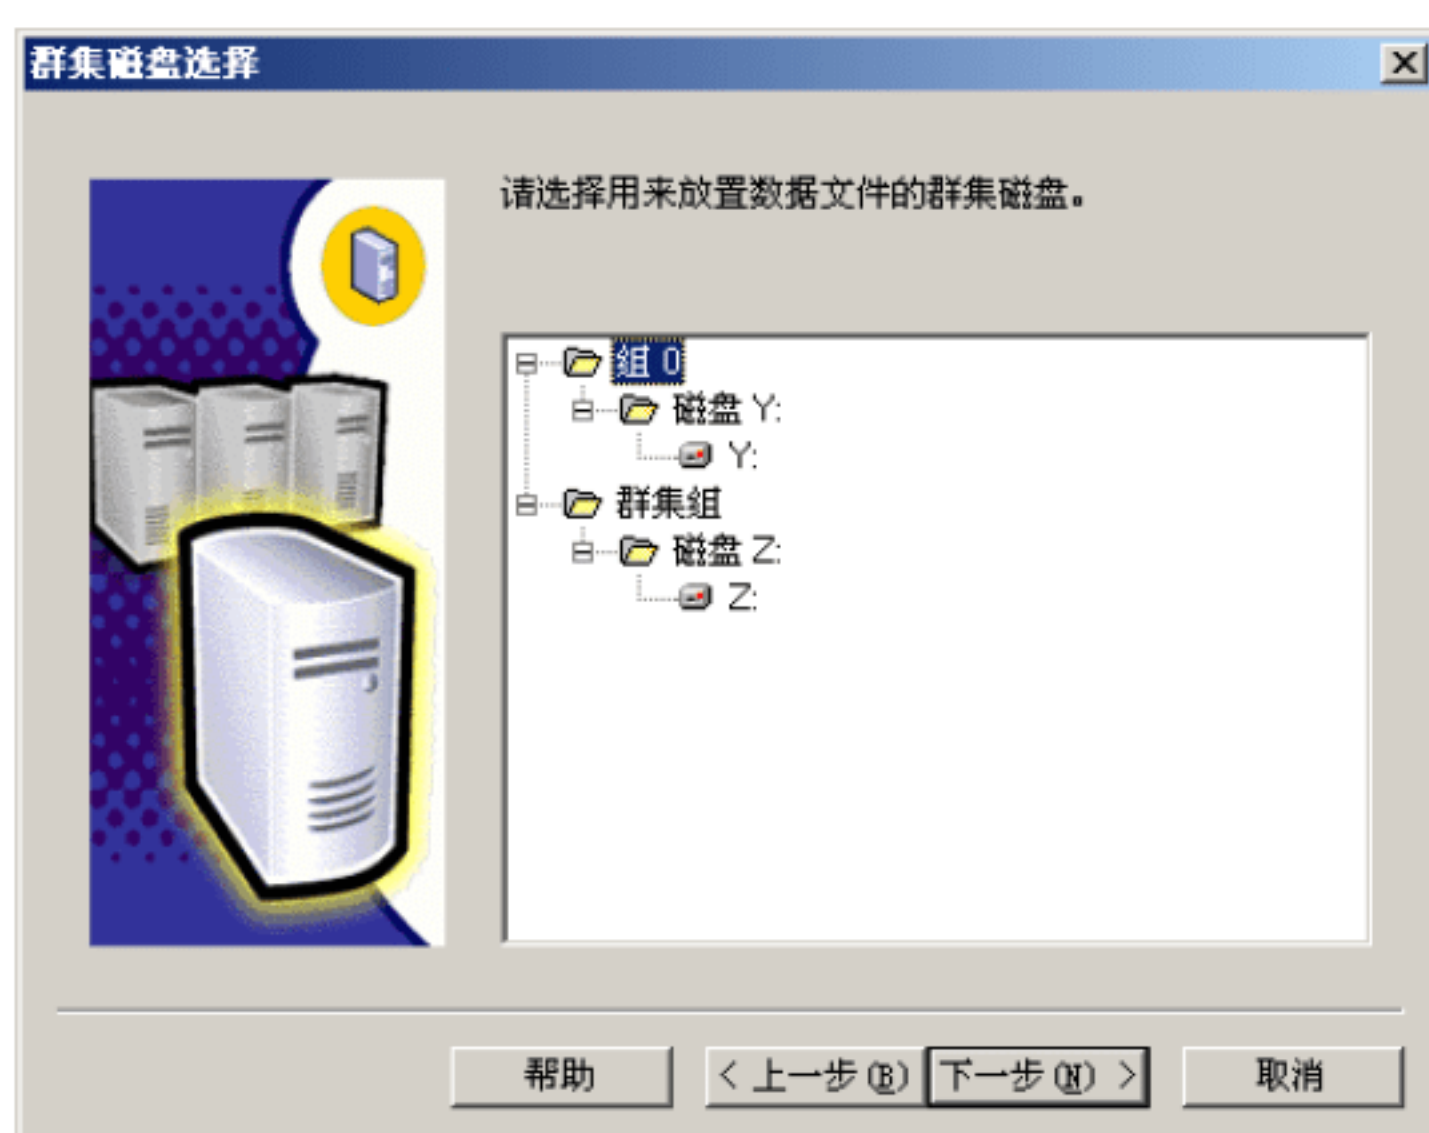 群集磁盘选择
请选择用来放置数据文件的群集磁盘。
组 0
磁盘 Y:
Y:
群集组
磁盘 Z:
Z:
帮助
< 上一步(B)
下一步(N) >
取消